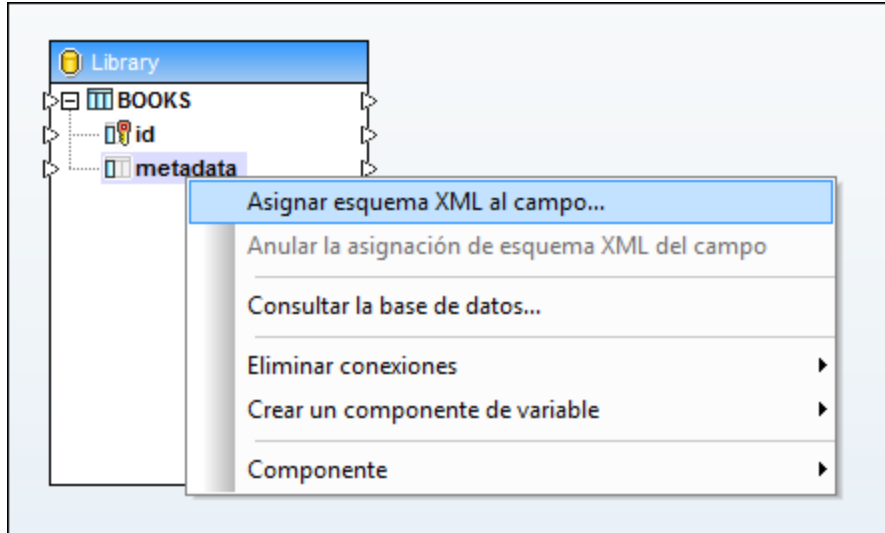 Library
BOOKS
id
metadata
Asignar esquema XML al campo...
Anular la asignación de esquema XML del campo
Consultar la base de datos...
Eliminar conexiones
Crear un componente de variable
Componente